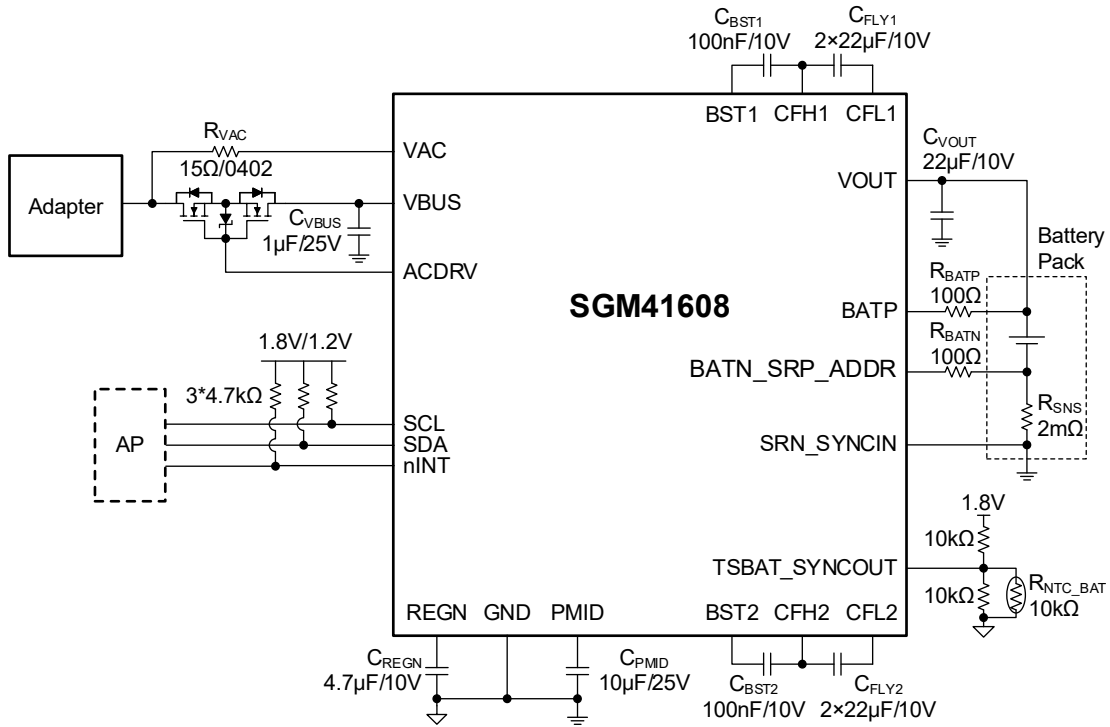 CBST1
100nF/10V
CFLY1
2×22µF/10V
BST1 CFH1 CFL1
RVAC
15Ω/0402
VAC
CVOUT
22µF/10V
VOUT
Adapter
VBUS
CVBUS
1µF/25V
ACDRV
Battery
Pack
SGM41608
RBATP
100Ω
BATP
RBATN
100Ω
BATN_SRP_ADDR
1.8V/1.2V
3*4.7kΩ
AP
SCL
SDA
nINT
RSNS
2mΩ
SRN_SYNCIN
1.8V
10kΩ
TSBAT_SYNCOUT
10kΩ
RNTC_BAT
10kΩ
REGN GND PMID
BST2 CFH2 CFL2
CREGN
4.7µF/10V
CPMID
10µF/25V
CBST2
100nF/10V
CFLY2
2×22µF/10V